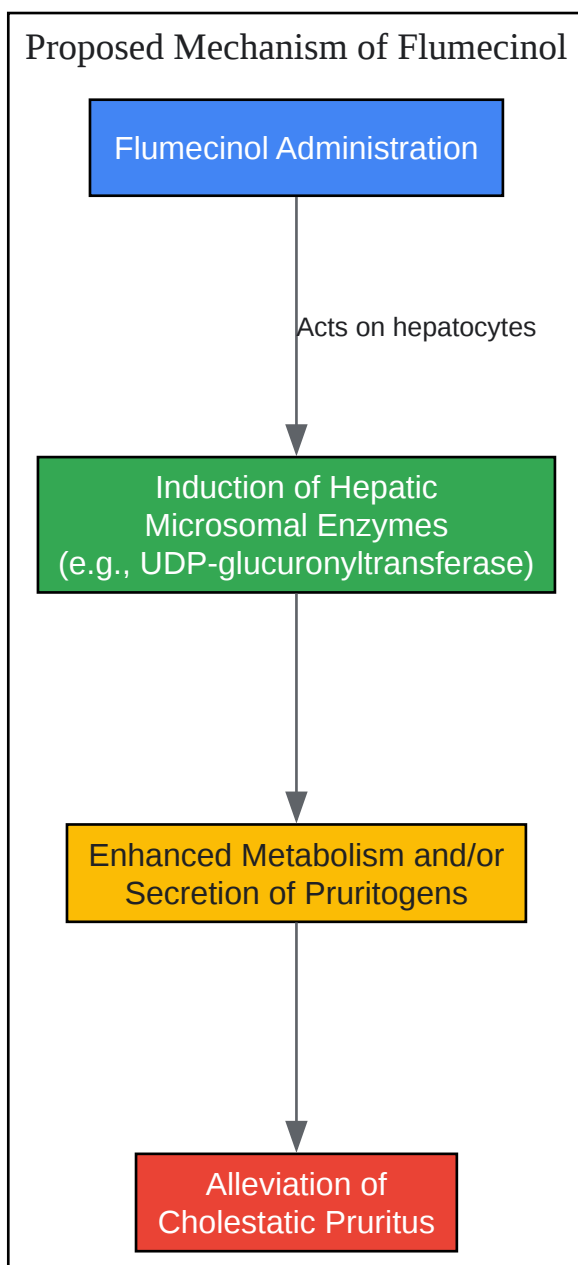 Proposed Mechanism of Flumecinol
Flumecinol Administration
Acts on hepatocytes
Induction of Hepatic
Microsomal Enzymes
(e.g., UDP-glucuronyltransferase)
Enhanced Metabolism and/or
Secretion of Pruritogens
Alleviation of
Cholestatic Pruritus